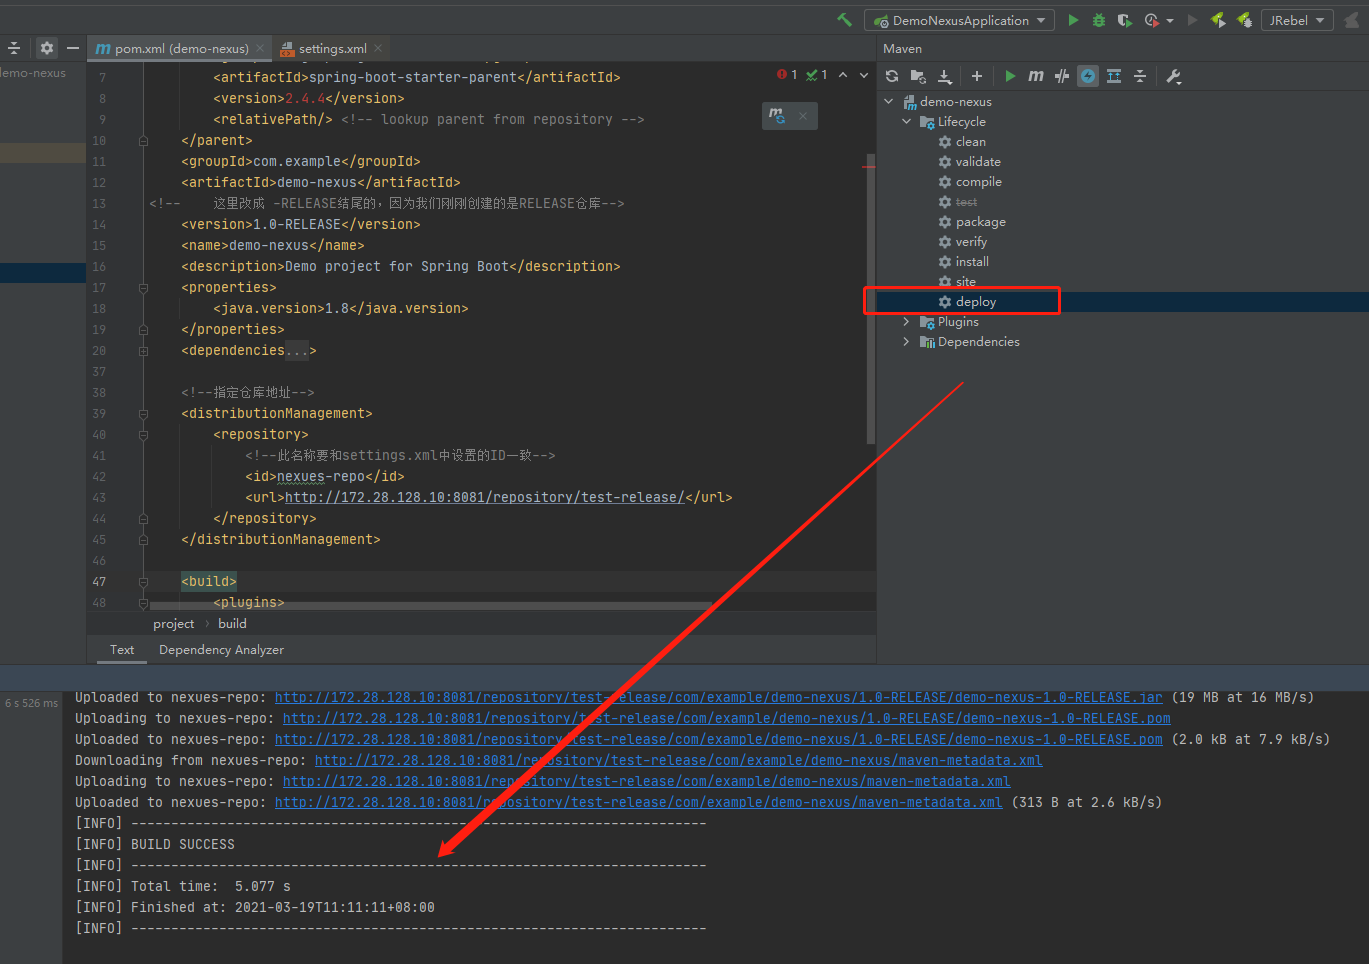 DemoNexusApplication
JRebel
pom.xml (demo-nexus)
settings.xml
Maven
emo-nexus
7 <artifactId>spring-boot-starter-parent</artifactId>
1 1
8 <version>2.4.4</version>
9 <relativePath/> <!-- lookup parent from repository -->
10 </parent>
11 <groupId>com.example</groupId>
12 <artifactId>demo-nexus</artifactId>
13 <!-- 这里改成 -RELEASE结尾的，因为我们刚刚创建的是RELEASE仓库-->
14 <version>1.0-RELEASE</version>
15 <name>demo-nexus</name>
16 <description>Demo project for Spring Boot</description>
17 <properties>
18 <java.version>1.8</java.version>
19 </properties>
20 <dependencies...>
37
38 <!--指定仓库地址-->
39 <distributionManagement>
40 <repository>
41 <!--此名称要和settings.xml中设置的ID一致-->
42 <id>nexues-repo</id>
43 <url>http://172.28.128.10:8081/repository/test-release/</url>
44 </repository>
45 </distributionManagement>
46
47 <build>
48 <plugins>
project
build
Text
Dependency Analyzer
demo-nexus
Lifecycle
clean
validate
compile
test
package
verify
install
site
deploy
Plugins
Dependencies
6 s 526 ms
Uploaded to nexues-repo: http://172.28.128.10:8081/repository/test-release/com/example/demo-nexus/1.0-RELEASE/demo-nexus-1.0-RELEASE.jar (19 MB at 16 MB/s)
Uploading to nexues-repo: http://172.28.128.10:8081/repository/test-release/com/example/demo-nexus/1.0-RELEASE/demo-nexus-1.0-RELEASE.pom
Uploaded to nexues-repo: http://172.28.128.10:8081/repository/test-release/com/example/demo-nexus/1.0-RELEASE/demo-nexus-1.0-RELEASE.pom (2.0 kB at 7.9 kB/s)
Downloading from nexues-repo: http://172.28.128.10:8081/repository/test-release/com/example/demo-nexus/maven-metadata.xml
Uploading to nexues-repo: http://172.28.128.10:8081/repository/test-release/com/example/demo-nexus/maven-metadata.xml
Uploaded to nexues-repo: http://172.28.128.10:8081/repository/test-release/com/example/demo-nexus/maven-metadata.xml (313 B at 2.6 kB/s)
[INFO] ------------------------------------------------------------------------
[INFO] BUILD SUCCESS
[INFO] ------------------------------------------------------------------------
[INFO] Total time:  5.077 s
[INFO] Finished at: 2021-03-19T11:11:11+08:00
[INFO] ------------------------------------------------------------------------